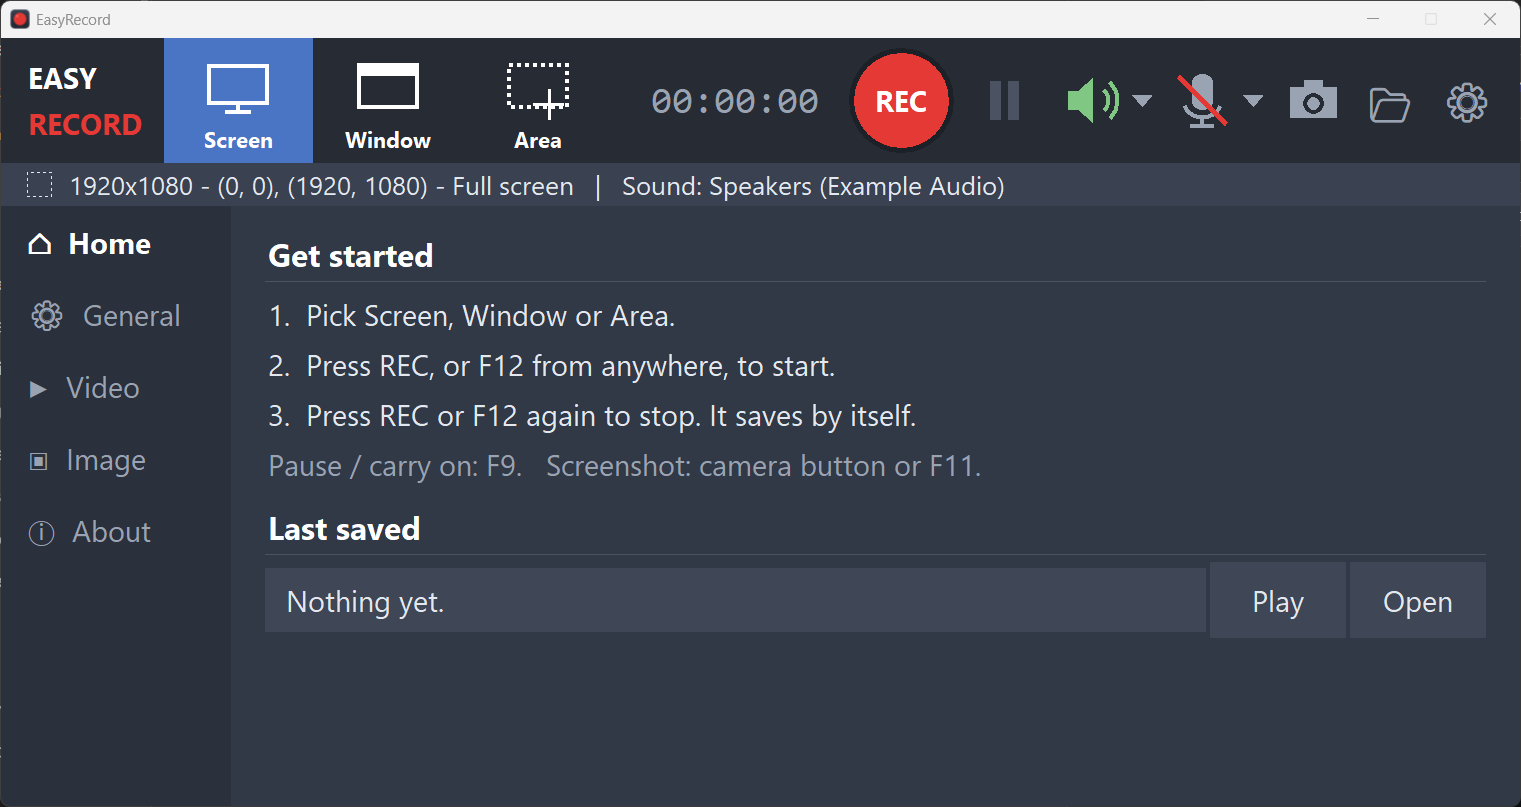 EasyRecord
EASY
RECORD
Screen
Window
Area
00:00:00
REC
1920x1080 - (0, 0), (1920, 1080) - Full screen | Sound: Speakers (Example Audio)
Home
General
Video
Image
About
Get started
1. Pick Screen, Window or Area.
2. Press REC, or F12 from anywhere, to start.
3. Press REC or F12 again to stop. It saves by itself.
Pause / carry on: F9. Screenshot: camera button or F11.
Last saved
Nothing yet.
Play
Open